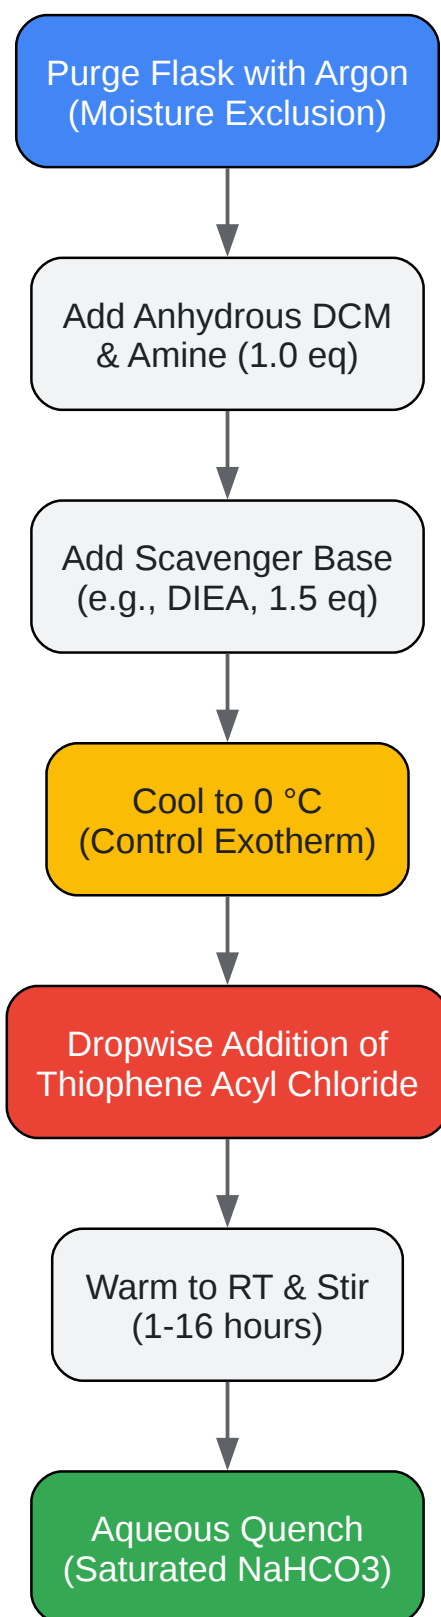 Purge Flask with Argon
(Moisture Exclusion)
Add Anhydrous DCM
& Amine (1.0 eq)
Add Scavenger Base
(e.g., DIEA, 1.5 eq)
Cool to 0 °C
(Control Exotherm)
Dropwise Addition of
Thiophene Acyl Chloride
Warm to RT & Stir
(1-16 hours)
Aqueous Quench
(Saturated NaHCO3)